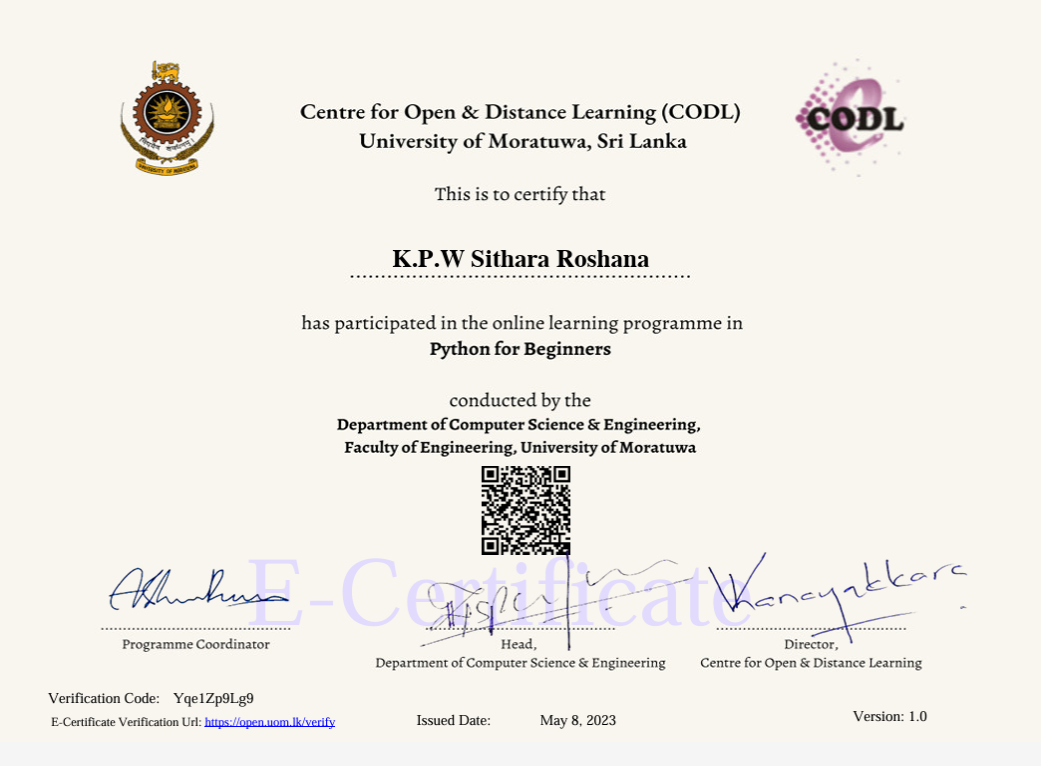 UNIVERSITY OF MORATUWA
CODL
Centre for Open & Distance Learning (CODL)
University of Moratuwa, Sri Lanka
This is to certify that
K.P.W Sithara Roshana
has participated in the online learning programme in
Python for Beginners
conducted by the
Department of Computer Science & Engineering,
Faculty of Engineering, University of Moratuwa
E-Certificate
Programme Coordinator
Head,
Department of Computer Science & Engineering
Director,
Centre for Open & Distance Learning
Verification Code: Yqe1Zp9Lg9
E-Certificate Verification Url: https://open.uom.lk/verify
Issued Date: May 8, 2023
Version: 1.0